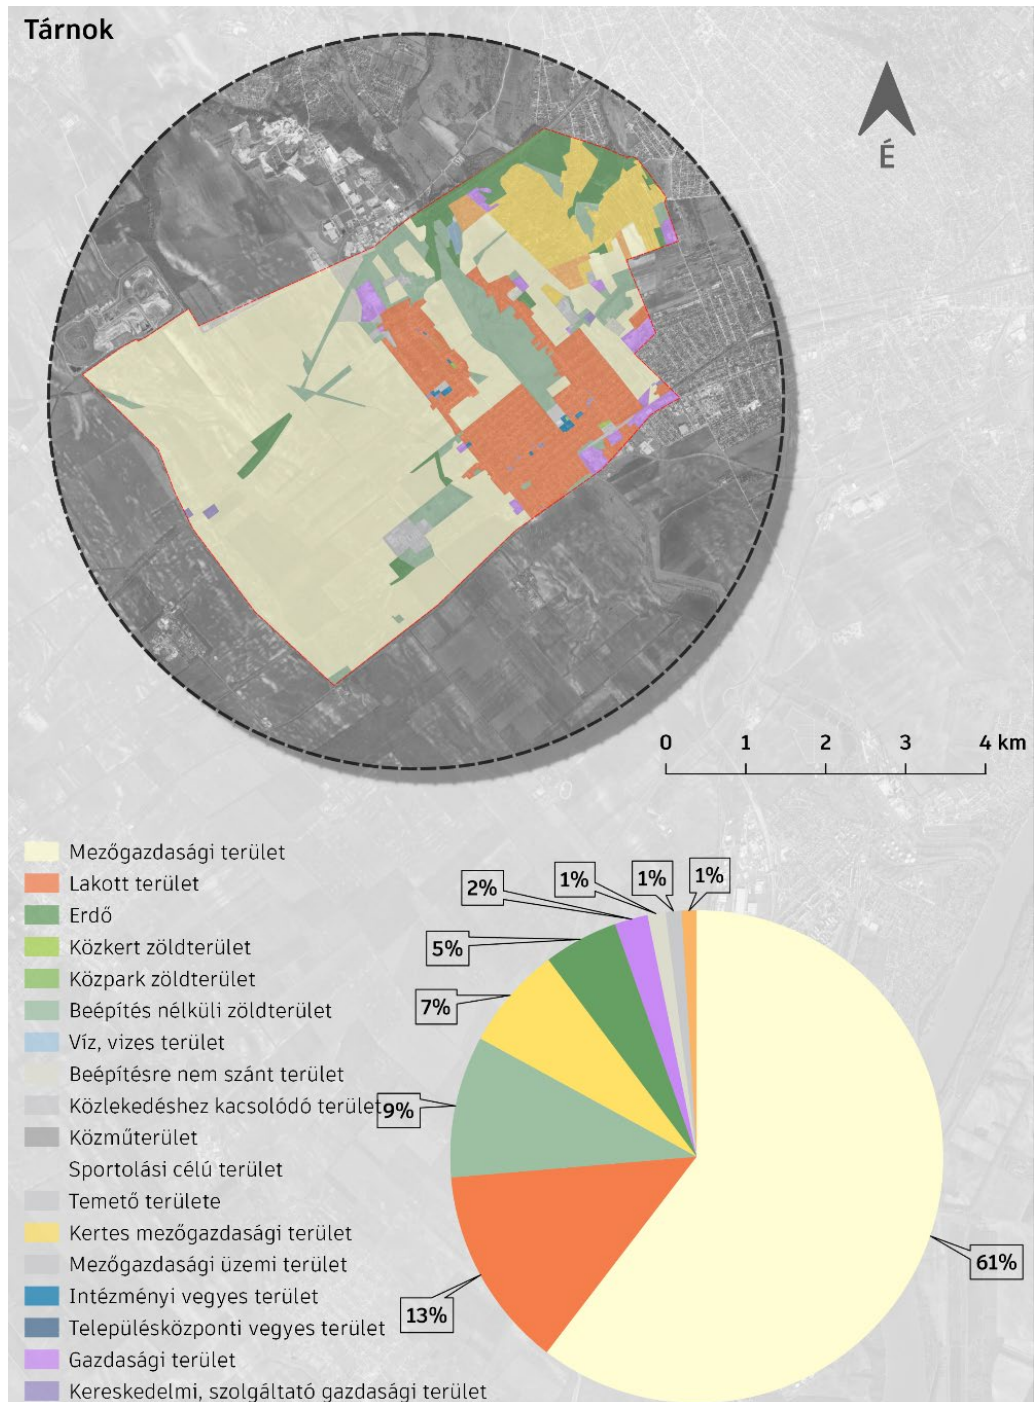 Tárnok
É
0 1 2 3 4 km
Mezőgazdasági terület
Lakott terület
Erdő
Közkert zöldterület
Közpark zöldterület
Beépítés nélküli zöldterület
Víz, vizes terület
Beépítésre nem szánt terület
Közlekedéshez kacsolódó terület
Közműterület
Sportolási célú terület
Temető területe
Kertes mezőgazdasági terület
Mezőgazdasági üzemi terület
Intézményi vegyes terület
Településközponti vegyes terület
Gazdasági terület
Kereskedelmi, szolgáltató gazdasági terület
1%
1%
1%
2%
5%
7%
9%
13%
61%